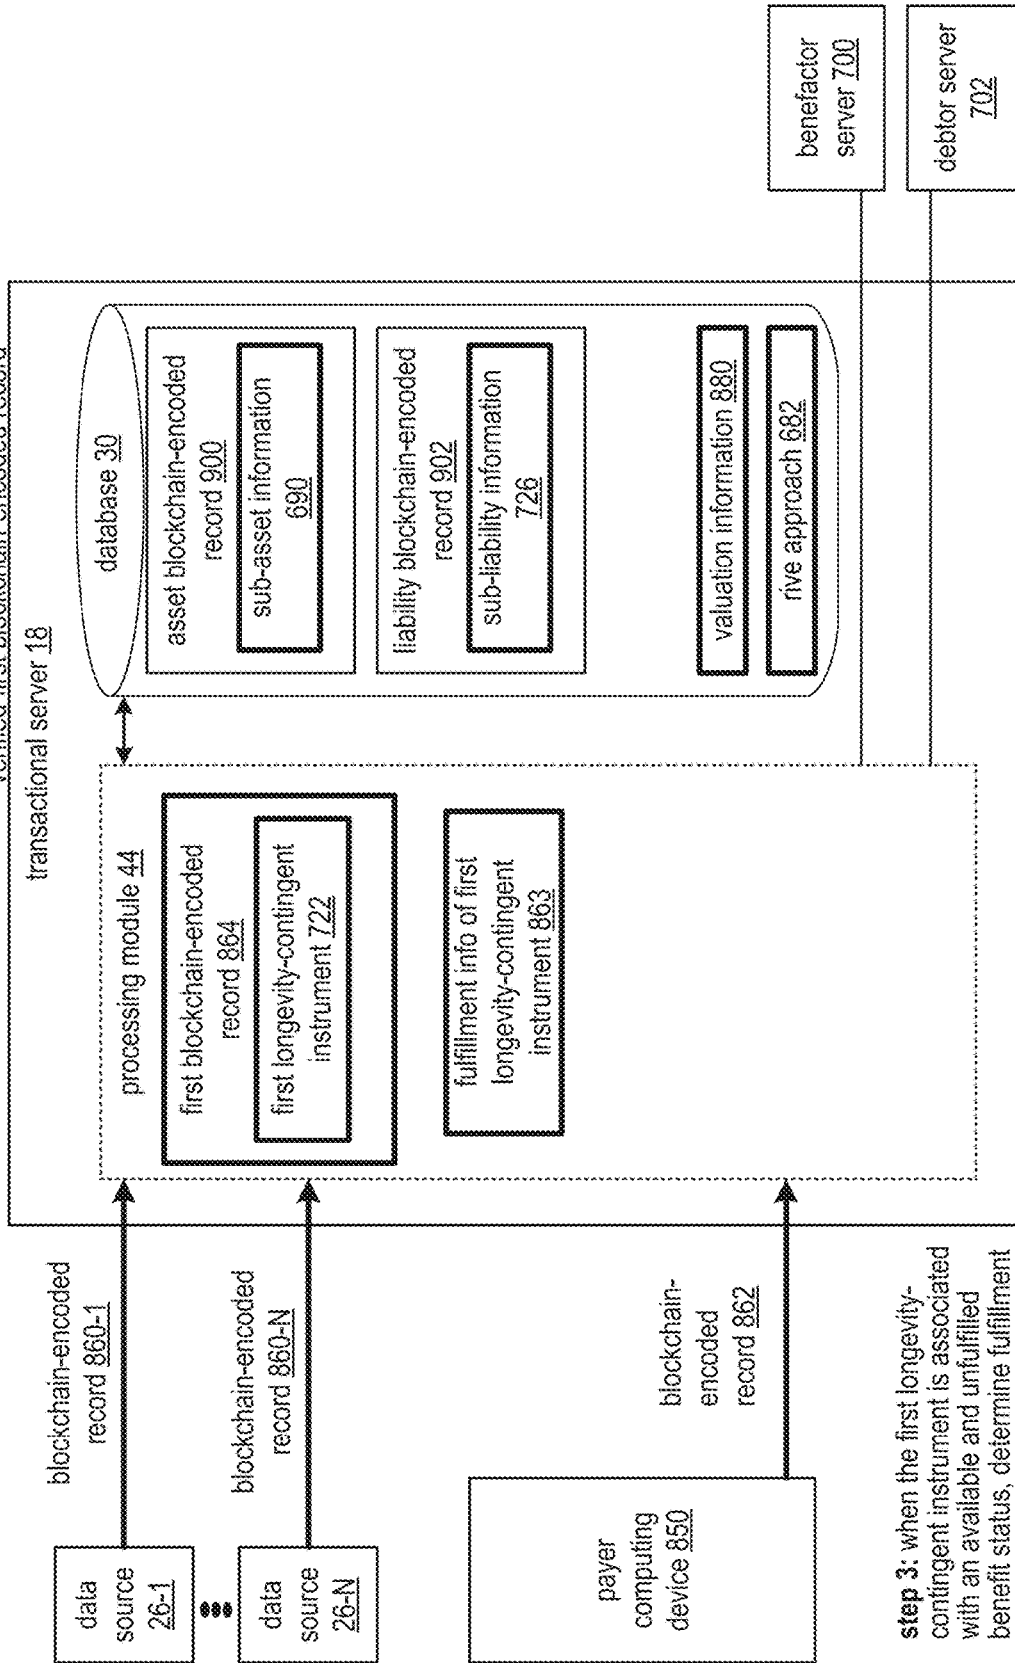 transactional server 18
processing module 44
database 30
first blockchain-encoded
record 864
first longevity-contingent
instrument 722
fulfillment info of first
longevity-contingent
instrument 863
asset blockchain-encoded
record 900
sub-asset information
690
liability blockchain-encoded
record 902
sub-liability information
726
valuation information 880
rive approach 682
benefactor
server 700
debtor server
702
data
source
26-1
blockchain-encoded
record 860-1
data
source
26-N
blockchain-encoded
record 860-N
payer
computing
device 850
blockchain-
encoded
record 862
step 3: when the first longevity-
contingent instrument is associated
with an available and unfulfilled
benefit status, determine fulfillment